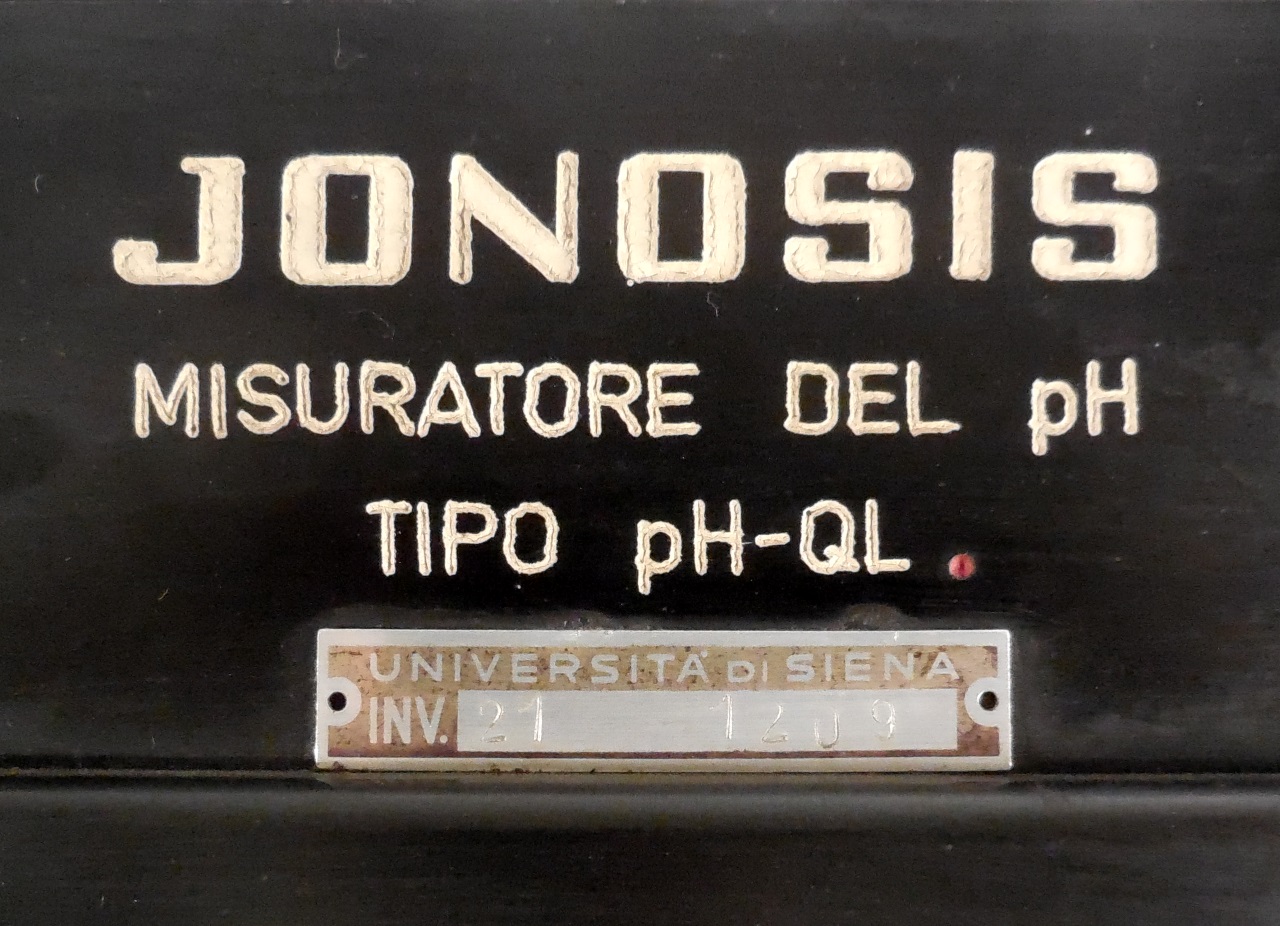 JONOSIS
MISURATORE DEL pH
TIPO pH-QL
UNIVERSITÀ DI SIENA
INV. 21 1209